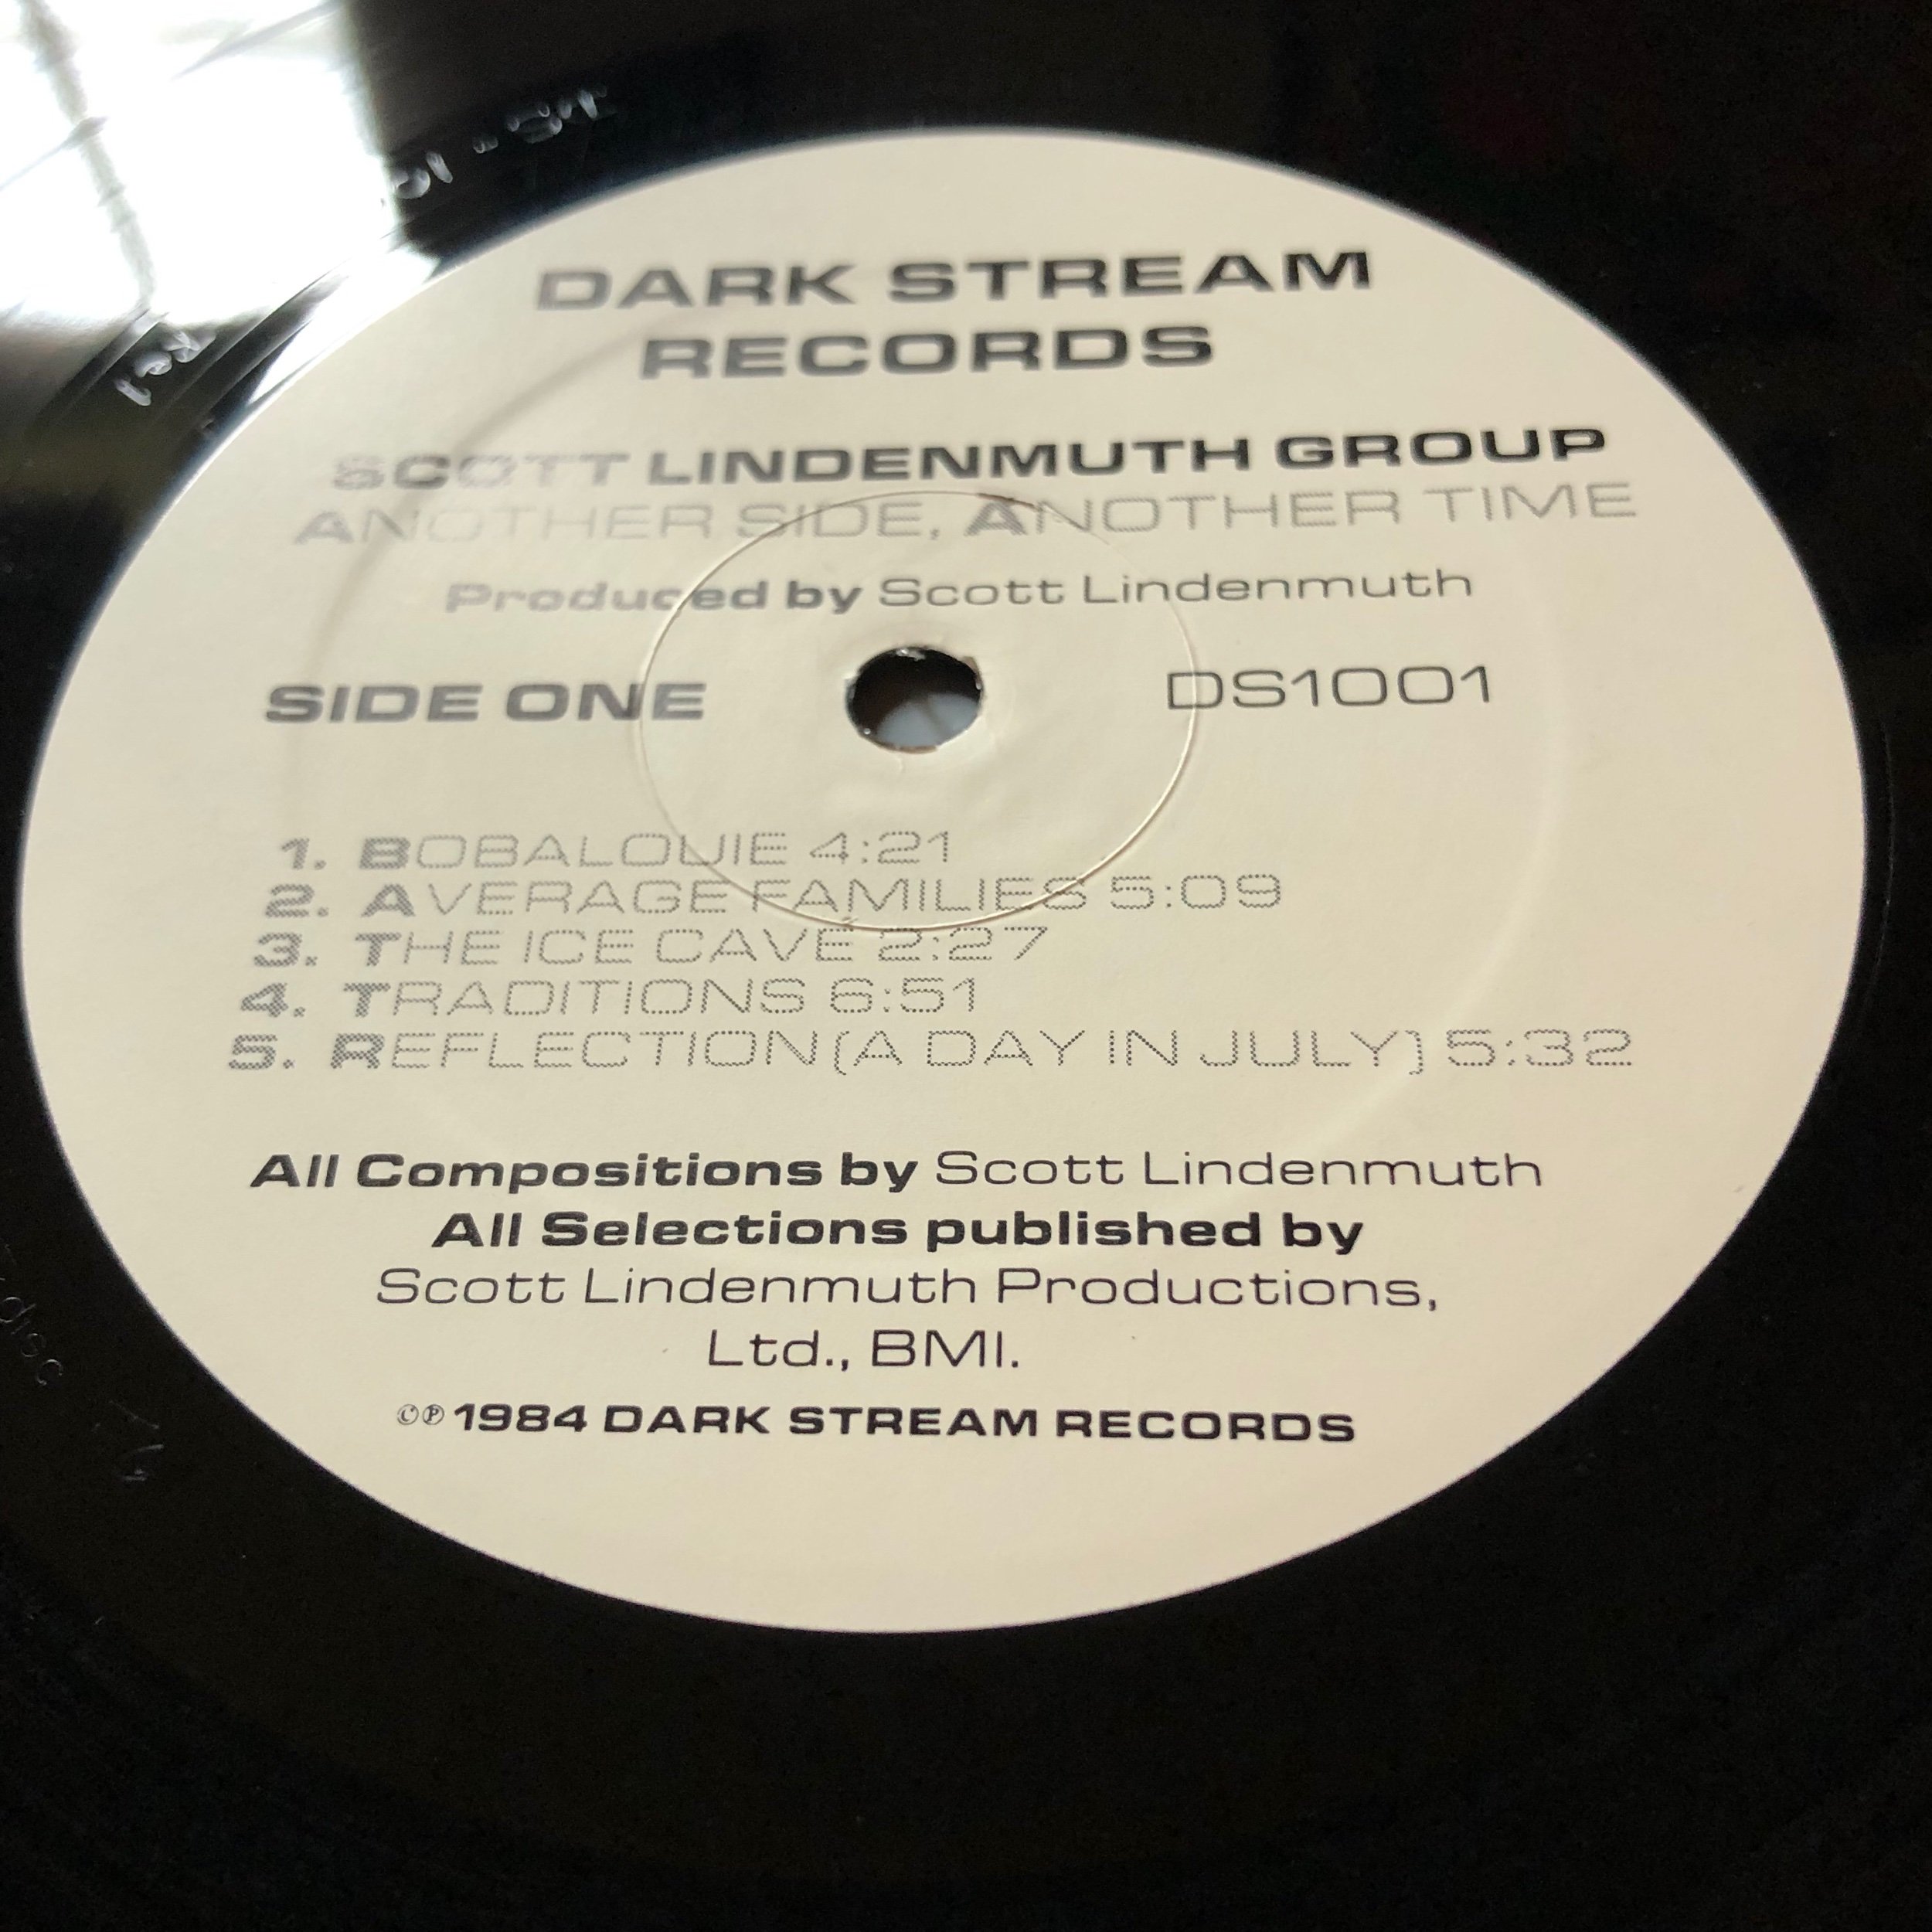 DARK STREAM
RECORDS
SCOTT LINDENMUTH GROUP
ANOTHER SIDE, ANOTHER TIME
Produced by Scott Lindenmuth
SIDE ONE
DS1001
1. BOBALOUIE 4:21
2. AVERAGE FAMILIES 5:09
3. THE ICE CAVE 2:27
4. TRADITIONS 6:51
5. REFLECTION (A DAY IN JULY) 5:32
All Compositions by Scott Lindenmuth
All Selections published by
Scott Lindenmuth Productions,
Ltd., BMI.
©℗ 1984 DARK STREAM RECORDS
disc